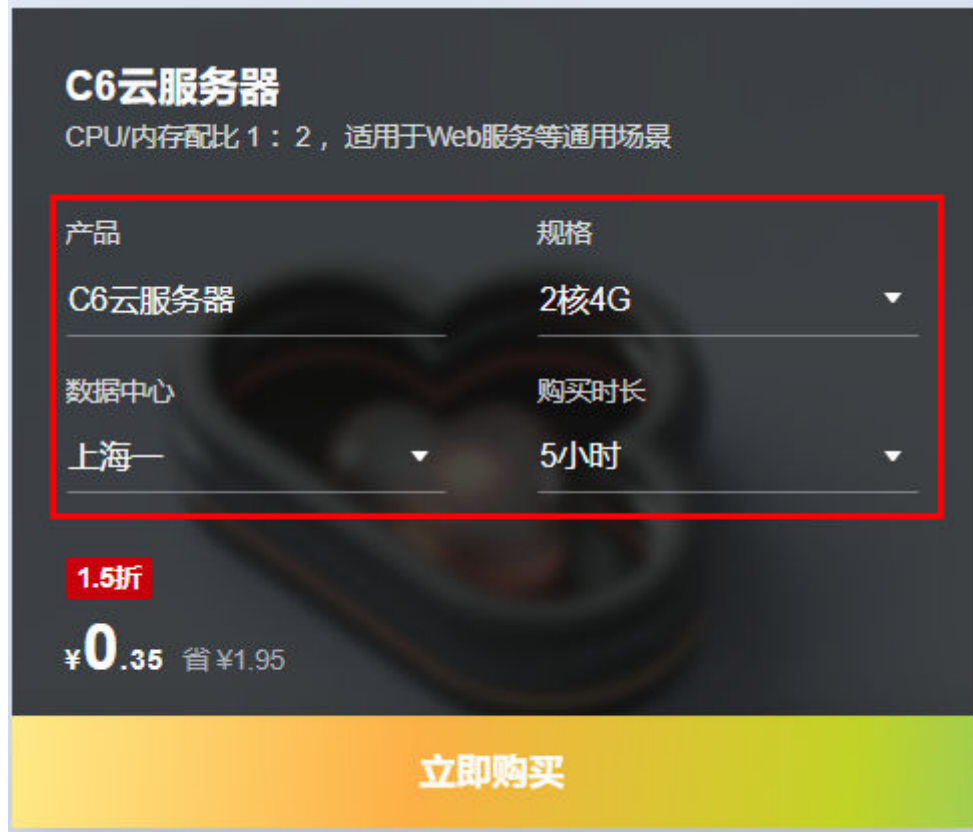 C6云服务器
CPU/内存配比 1：2，适用于Web服务等通用场景
产品
规格
C6云服务器
2核4G
数据中心
购买时长
上海一
5小时
1.5折
¥0.35 省 ¥1.95
立即购买